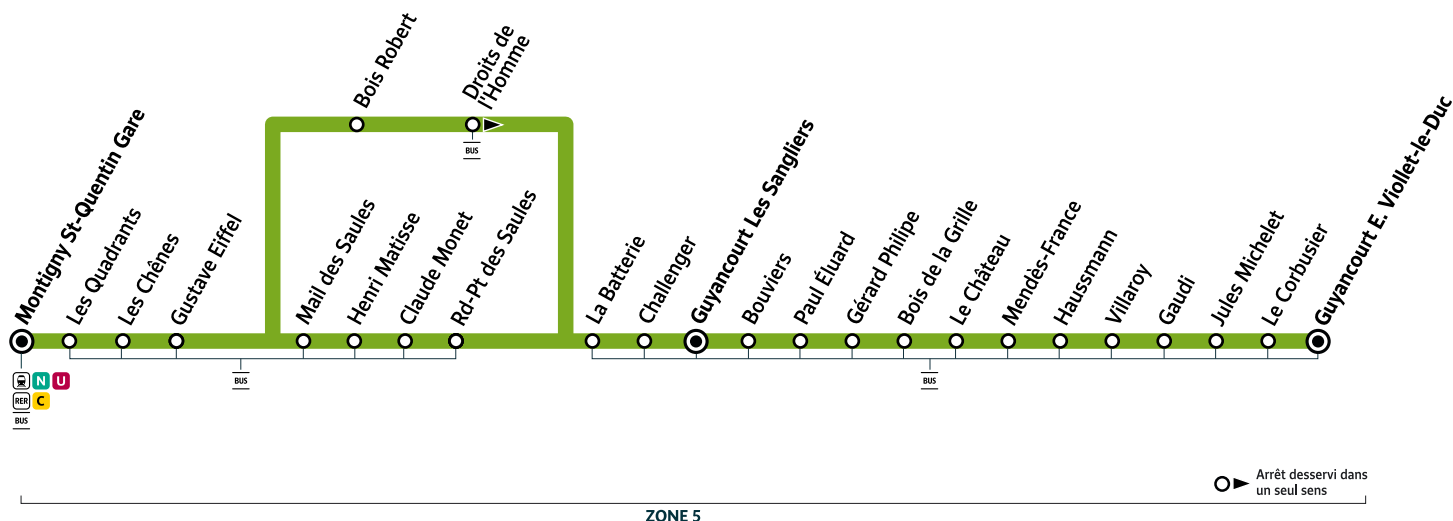 Bois Robert
Droits de
l'Homme
BUS
Montigny St-Quentin Gare
Les Quadrants
Les Chênes
Gustave Eiffel
Mail des Saules
Henri Matisse
Claude Monet
Rd-Pt des Saules
La Batterie
Challenger
Guyancourt Les Sangliers
Bouviers
Paul Éluard
Gérard Philipe
Bois de la Grille
Le Château
Mendès-France
Haussmann
Villaroy
Gaudi
Jules Michelet
Le Corbusier
Guyancourt E. Viollet-le-Duc
N U
RER C
BUS
BUS
BUS
Arrêt desservi dans
un seul sens
ZONE 5